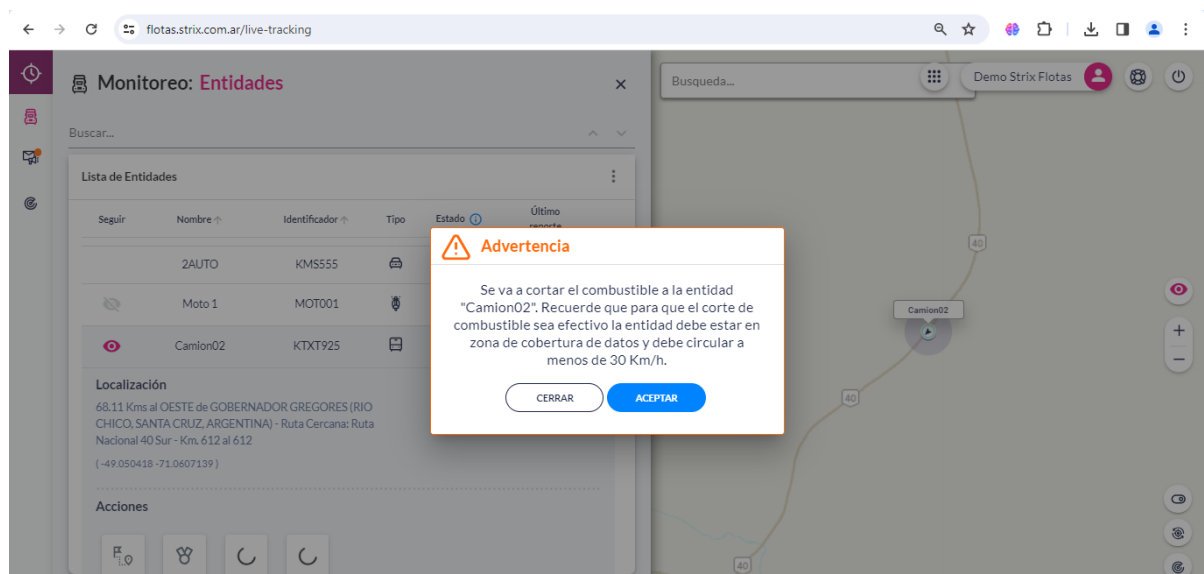 flotas.strix.com.ar/live-tracking
Monitoreo: Entidades
Busqueda...
Demo Strix Flotas
Buscar...
Lista de Entidades
Seguir Nombre Identificador Tipo Estado Último
reporte
2AUTO KMS555
Moto 1 MOT001
Camion02 KTXT925
Advertencia
Se va a cortar el combustible a la entidad
"Camion02". Recuerde que para que el corte de
combustible sea efectivo la entidad debe estar en
zona de cobertura de datos y debe circular a
menos de 30 Km/h.
CERRAR ACEPTAR
Localización
68.11 Kms al OESTE de GOBERNADOR GREGORES (RIO
CHICO, SANTA CRUZ, ARGENTINA) - Ruta Cercana: Ruta
Nacional 40 Sur - Km. 612 al 612
( -49.050418 -71.0607139 )
Acciones
40
Camion02
40
40